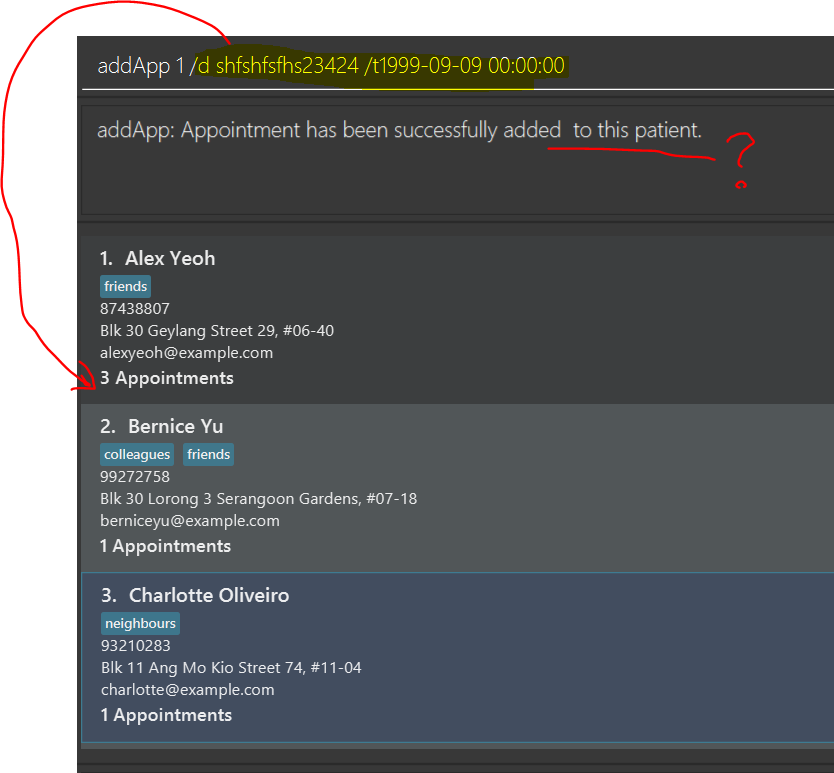 addApp 1 /d shfshfsfhs23424 /t1999-09-09 00:00:00
addApp: Appointment has been successfully added  to this patient.
?
1.  Alex Yeoh
friends
87438807
Blk 30 Geylang Street 29, #06-40
alexyeoh@example.com
3 Appointments
2.  Bernice Yu
colleagues friends
99272758
Blk 30 Lorong 3 Serangoon Gardens, #07-18
berniceyu@example.com
1 Appointments
3.  Charlotte Oliveiro
neighbours
93210283
Blk 11 Ang Mo Kio Street 74, #11-04
charlotte@example.com
1 Appointments